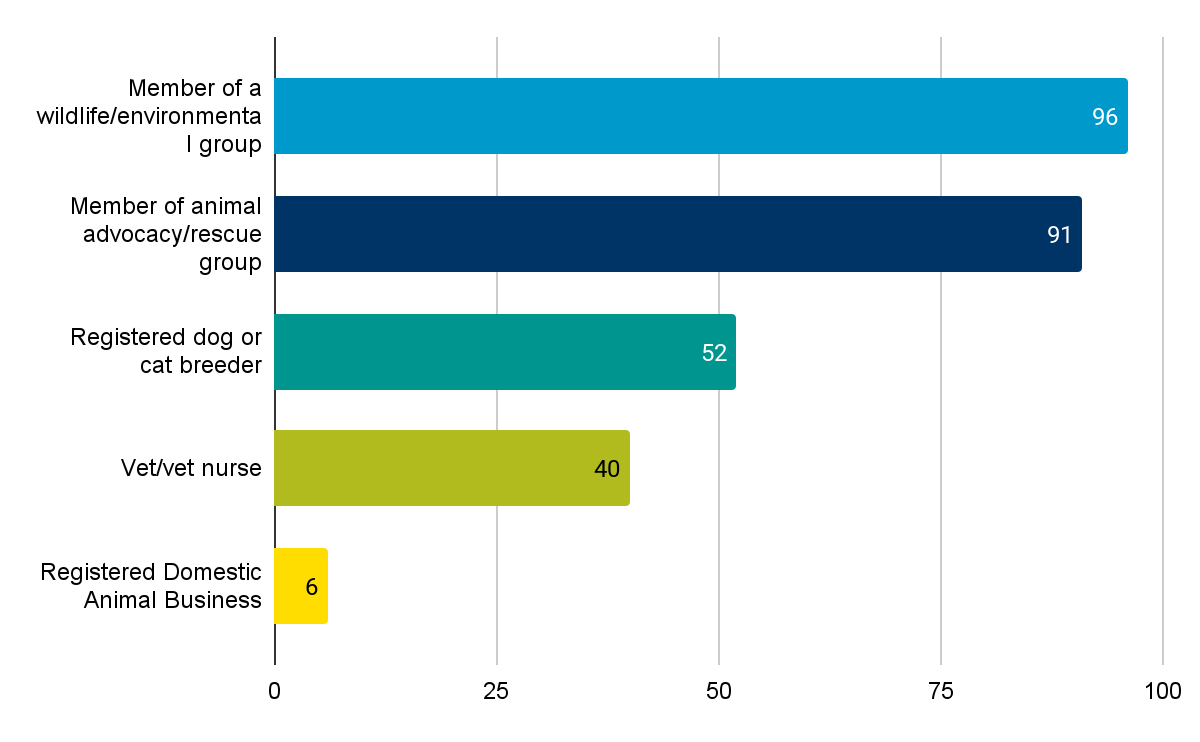 Member of a
wildlife/environmenta
l group
96
Member of animal
advocacy/rescue
group
91
Registered dog or
cat breeder
52
Vet/vet nurse
40
Registered Domestic
Animal Business
6
0 25 50 75 100